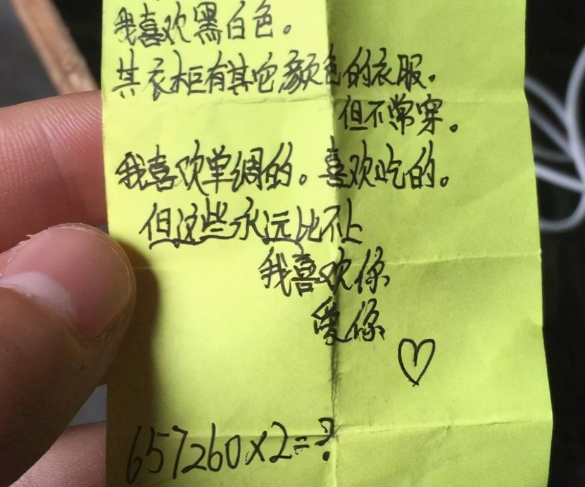 我喜欢黑白色。
其衣柜有其它颜色的衣服。
但不常穿。
我喜欢单调的。喜欢吃的。
但这些永远比不上
我喜欢你
爱你
♡
657260×2=?